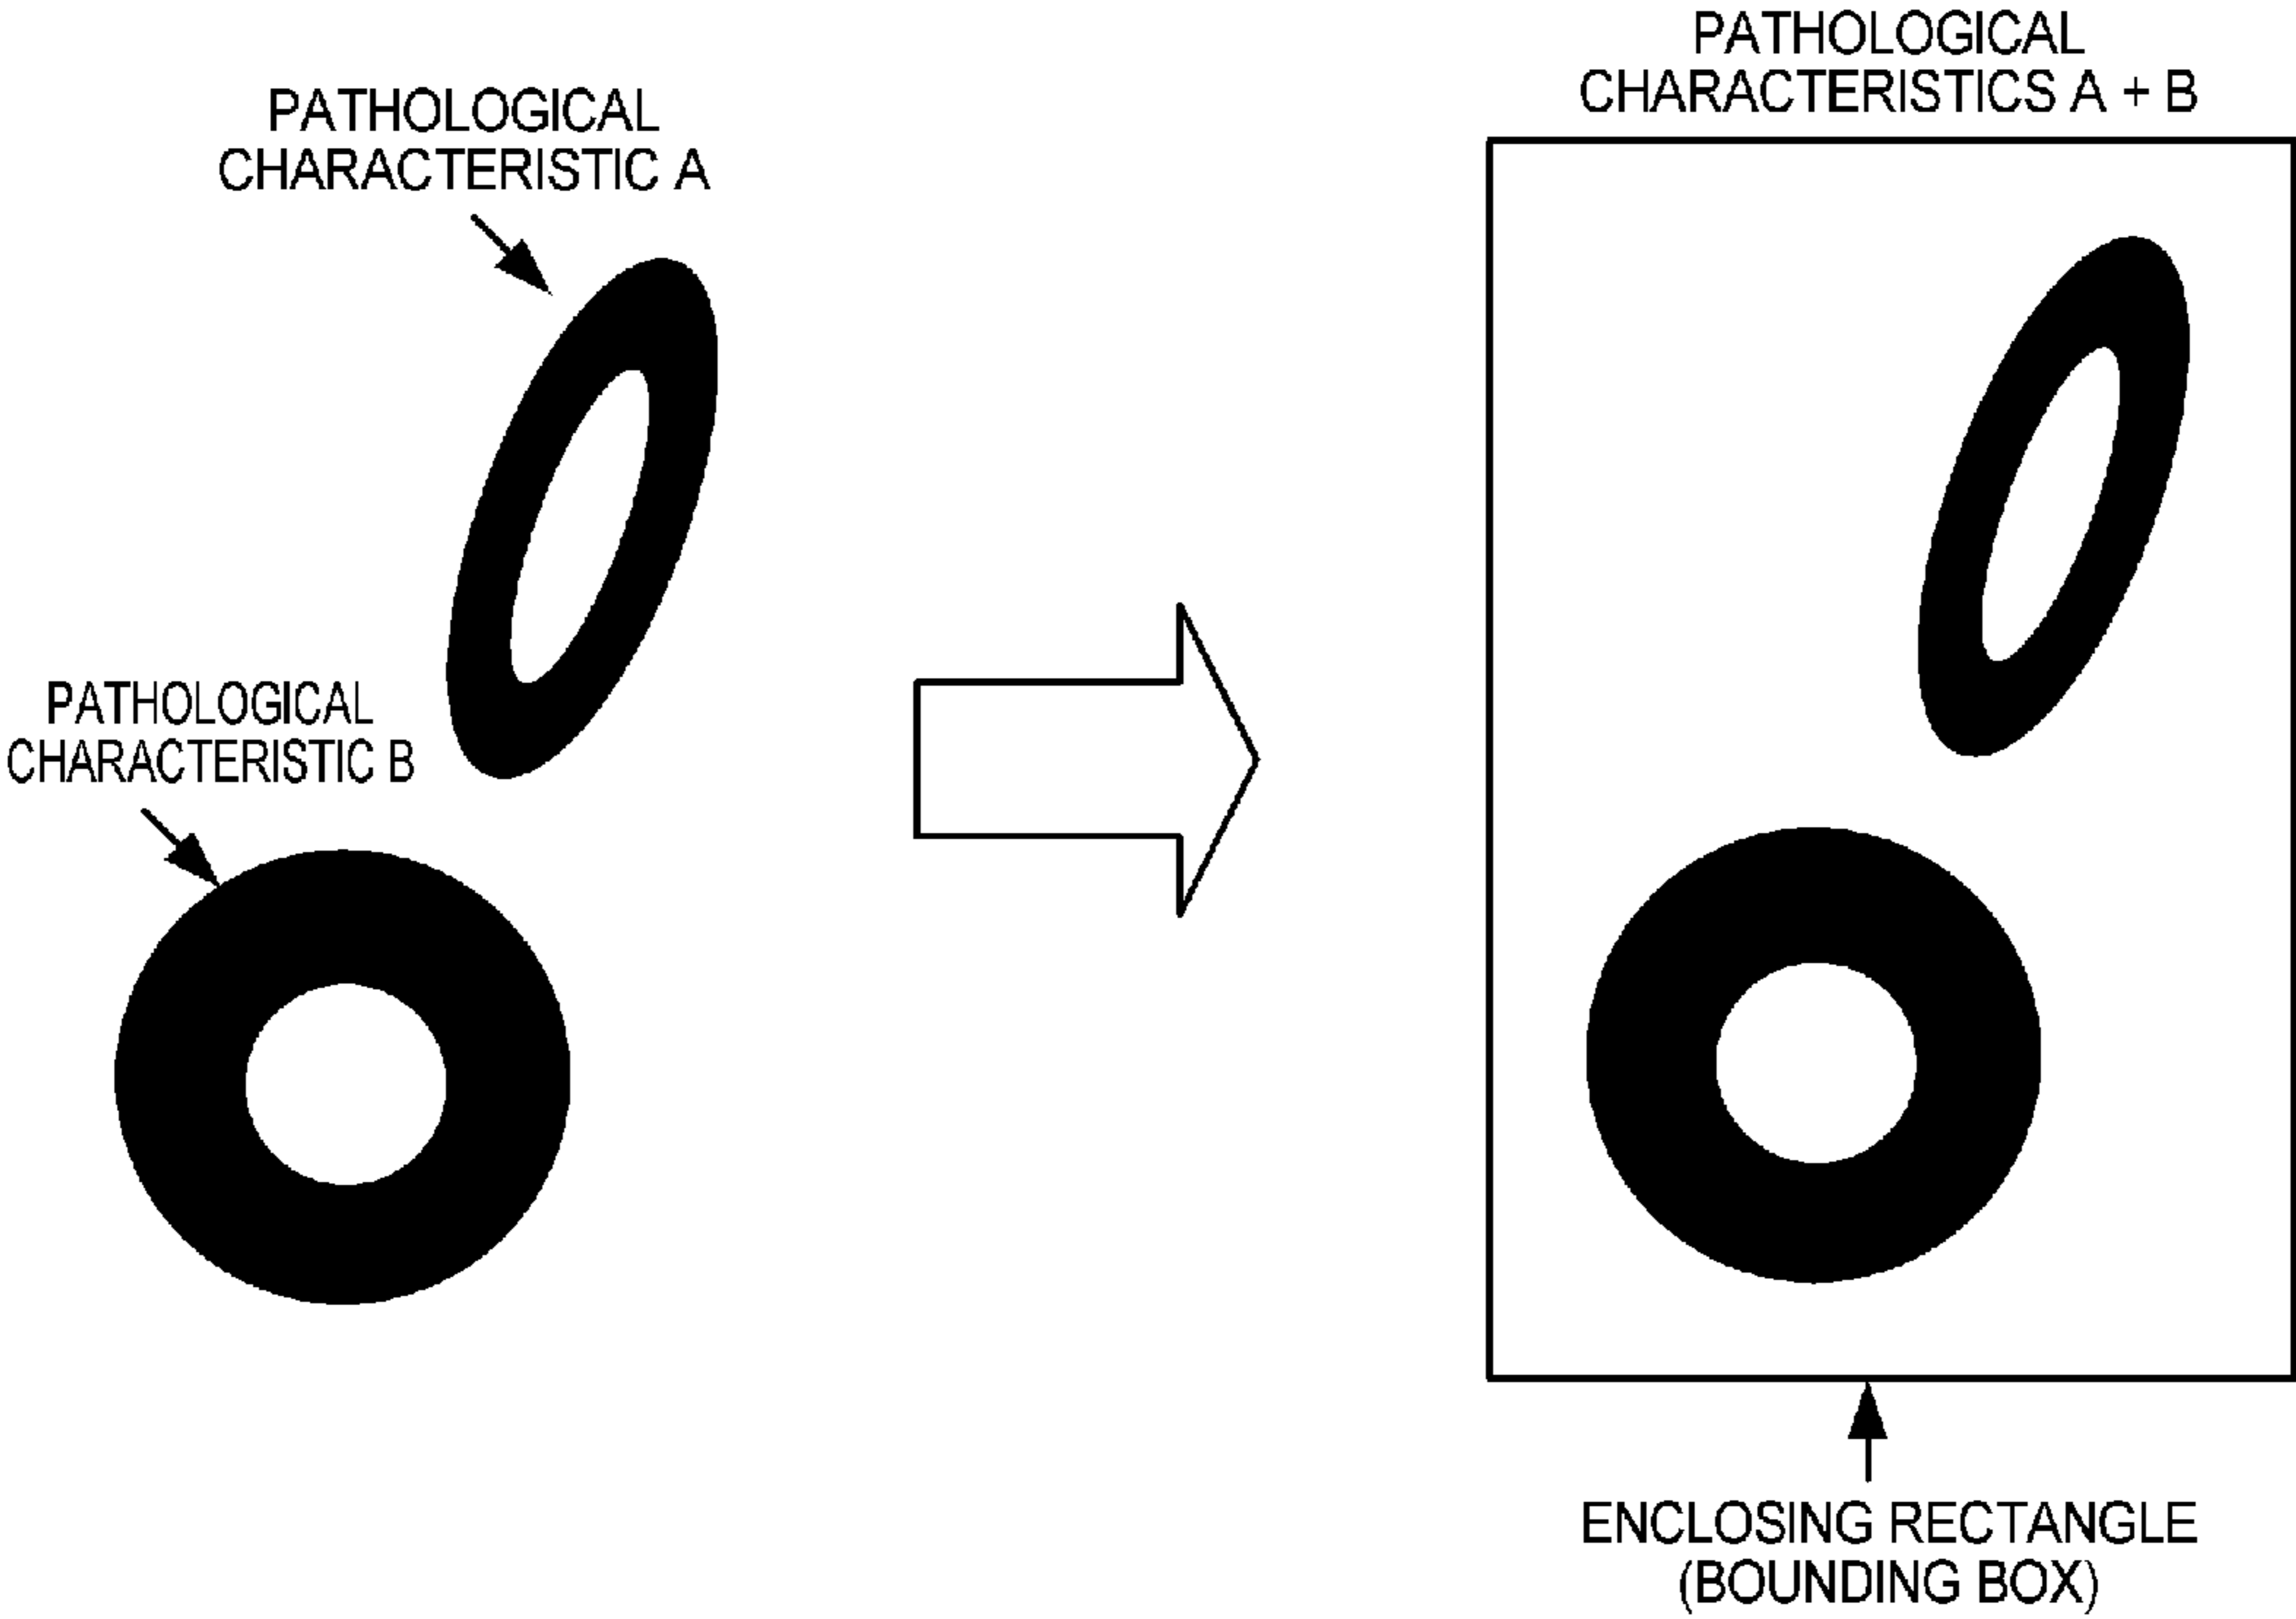 PATHOLOGICAL
CHARACTERISTIC A
PATHOLOGICAL
CHARACTERISTIC B
PATHOLOGICAL
CHARACTERISTICS A + B
ENCLOSING RECTANGLE
(BOUNDING BOX)